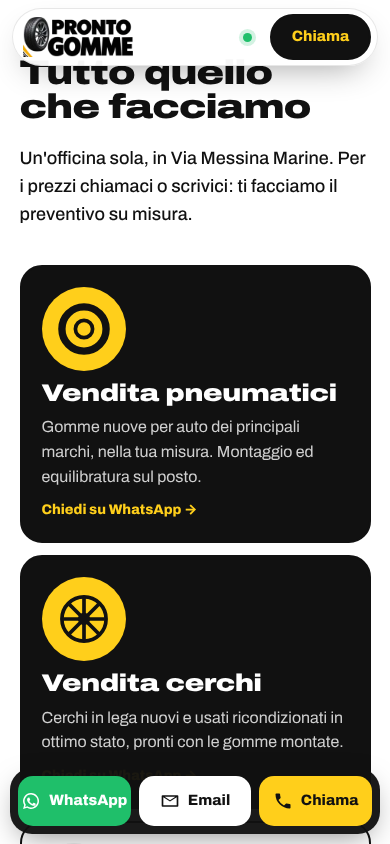 PRONTO
GOMME
Chiama
Tutto quello
che facciamo
Un'officina sola, in Via Messina Marine. Per
i prezzi chiamaci o scrivici: ti facciamo il
preventivo su misura.
Vendita pneumatici
Gomme nuove per auto dei principali
marchi, nella tua misura. Montaggio ed
equilibratura sul posto.
Chiedi su WhatsApp →
Vendita cerchi
Cerchi in lega nuovi e usati ricondizionati in
ottimo stato, pronti con le gomme montate.
WhatsApp
Email
Chiama